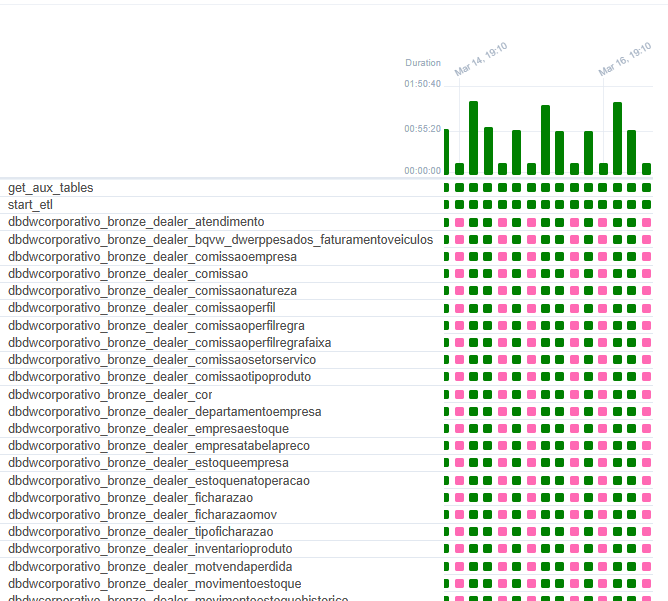 Mar 14, 19:10
Mar 16, 19:10
Duration
01:50:40
00:55:20
00:00:00
get_aux_tables
start_etl
dbdwcorporativo_bronze_dealer_atendimento
dbdwcorporativo_bronze_dealer_bqvw_dwerppesados_faturamentoveiculos
dbdwcorporativo_bronze_dealer_comissaoempresa
dbdwcorporativo_bronze_dealer_comissao
dbdwcorporativo_bronze_dealer_comissaonatureza
dbdwcorporativo_bronze_dealer_comissaoperfil
dbdwcorporativo_bronze_dealer_comissaoperfilregra
dbdwcorporativo_bronze_dealer_comissaoperfilregrafaixa
dbdwcorporativo_bronze_dealer_comissaosetorservico
dbdwcorporativo_bronze_dealer_comissaotipoproduto
dbdwcorporativo_bronze_dealer_cor
dbdwcorporativo_bronze_dealer_departamentoempresa
dbdwcorporativo_bronze_dealer_empresaestoque
dbdwcorporativo_bronze_dealer_empresatabelapreco
dbdwcorporativo_bronze_dealer_estoqueempresa
dbdwcorporativo_bronze_dealer_estoquenatoperacao
dbdwcorporativo_bronze_dealer_ficharazao
dbdwcorporativo_bronze_dealer_ficharazaomov
dbdwcorporativo_bronze_dealer_tipoficharazao
dbdwcorporativo_bronze_dealer_inventarioproduto
dbdwcorporativo_bronze_dealer_motvendaperdida
dbdwcorporativo_bronze_dealer_movimentoestoque
dbdwcorporativo_bronze_dealer_movimentoestoquehistorico